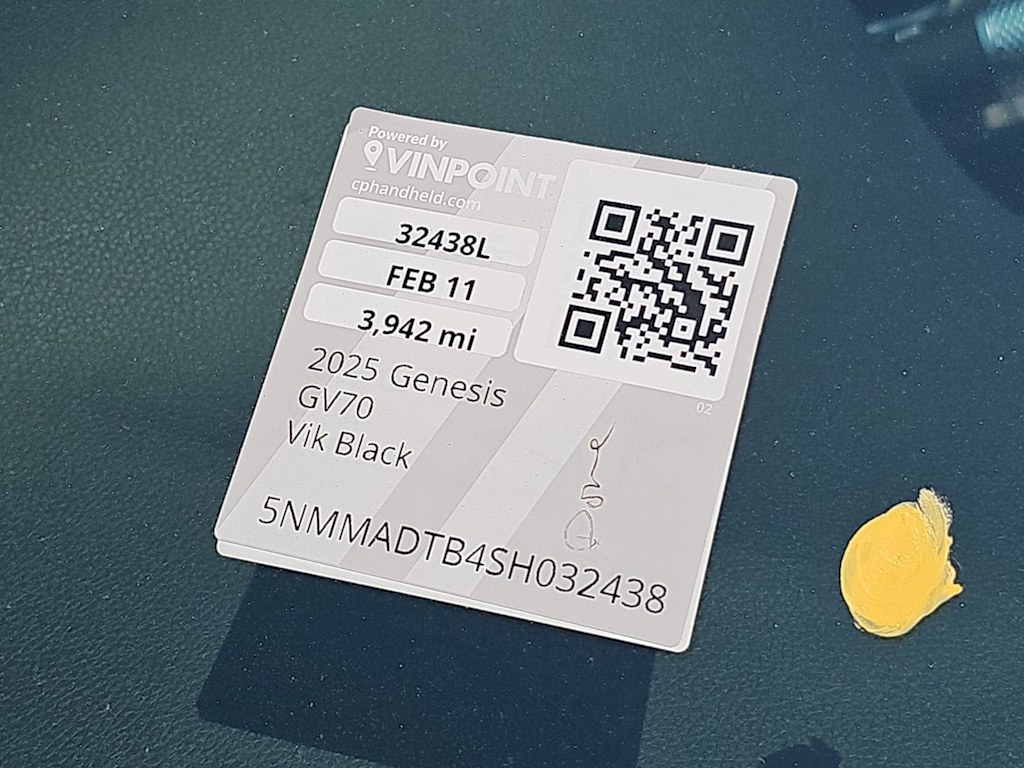 Powered by
VINPOINT
cphandheld.com
32438L
FEB 11
3,942 mi
2025 Genesis
GV70
Vik Black
02
5NMMADTB4SH032438